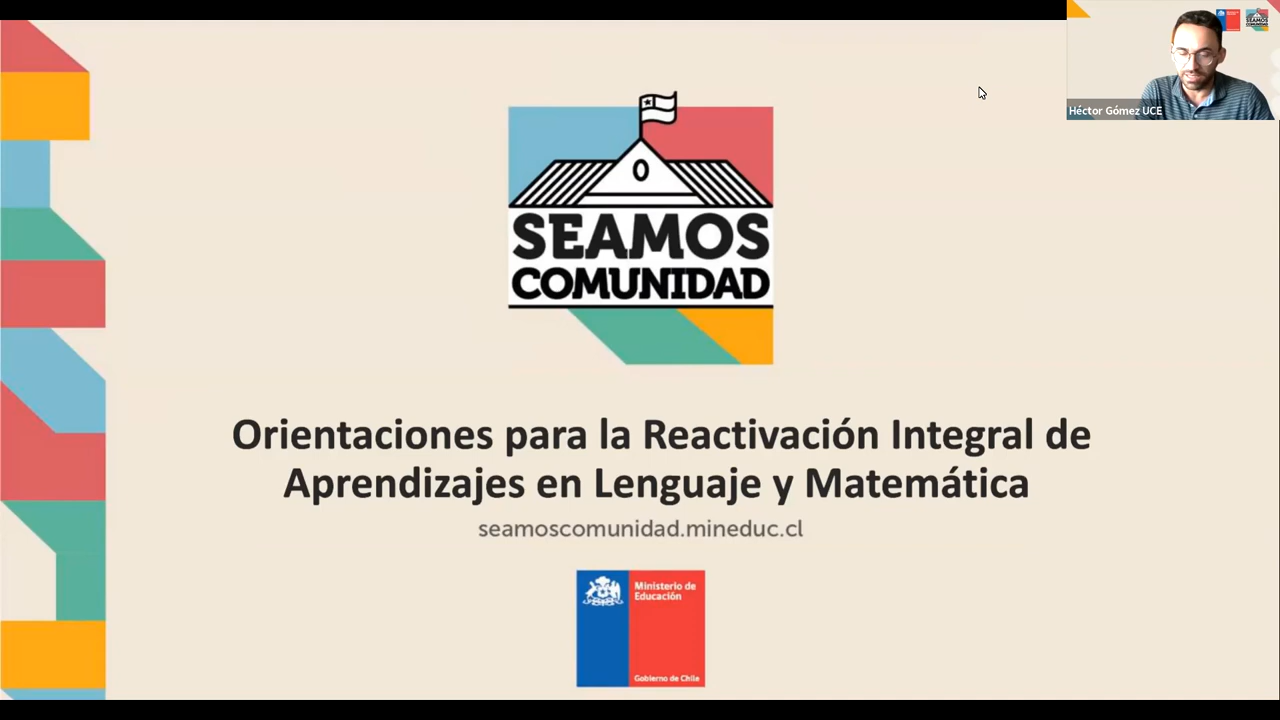 Héctor Gómez UCE
SEAMOS
COMUNIDAD
Orientaciones para la Reactivación Integral de
Aprendizajes en Lenguaje y Matemática
seamoscomunidad.mineduc.cl
Ministerio de
Educación
Gobierno de Chile